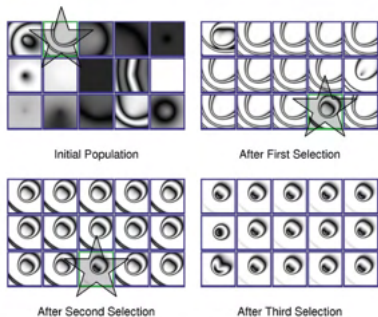 Initial Population
After First Selection
After Second Selection
After Third Selection